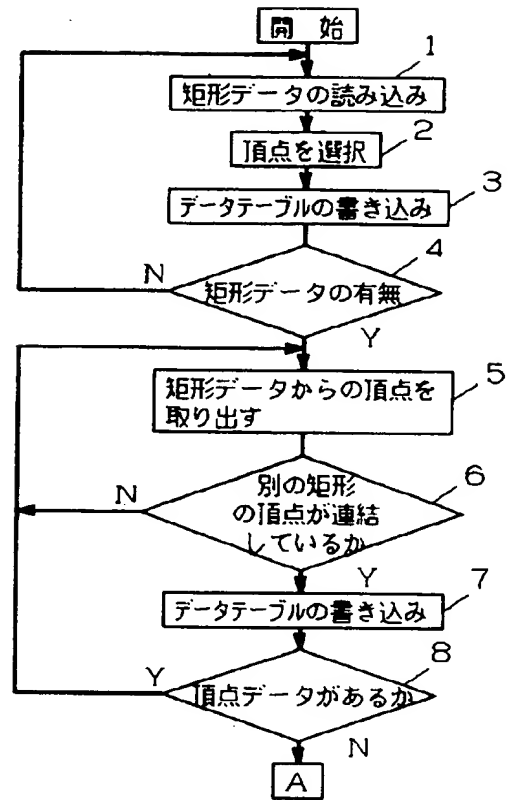 開 始
1
矩形データの読み込み
2
頂点を選択
3
データテーブルの書き込み
4
矩形データの有無
N
Y
5
矩形データからの頂点を
取り出す
6
別の矩形
の頂点が連結
しているか
N
Y
7
データテーブルの書き込み
8
頂点データがあるか
Y
N
A